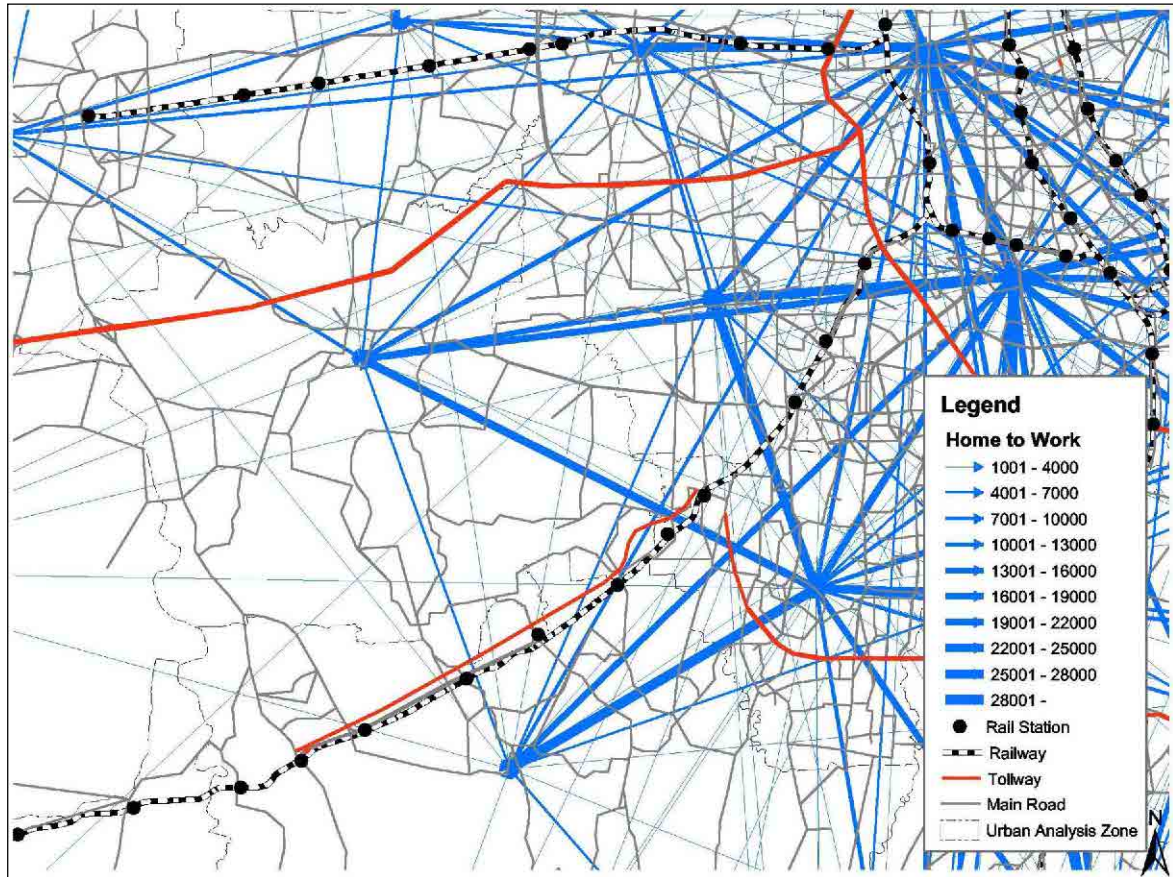 Legend
Home to Work
1001 - 4000
4001 - 7000
7001 - 10000
10001 - 13000
13001 - 16000
16001 - 19000
19001 - 22000
22001 - 25000
25001 - 28000
28001 -
Rail Station
Railway
Tollway
Main Road
Urban Analysis Zone
N